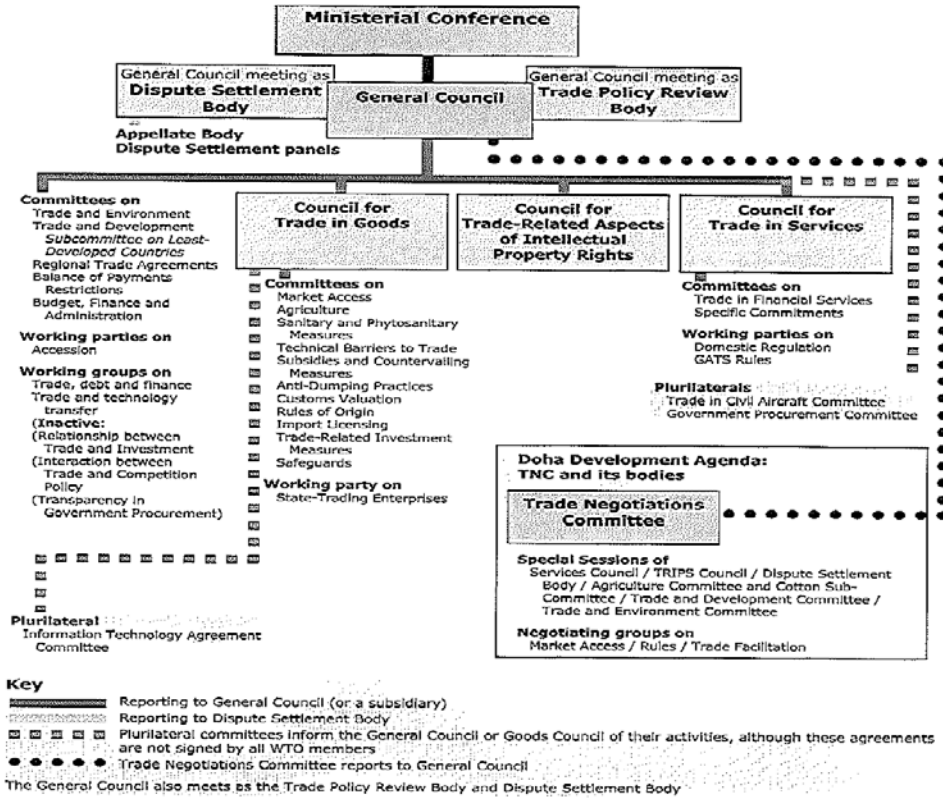 Ministerial Conference
General Council meeting as
Dispute Settlement
Body
General Council
General Council meeting as
Trade Policy Review
Body
Appellate Body
Dispute Settlement panels
Committees on
Trade and Environment
Trade and Development
Subcommittee on Least-
Developed Countries
Regional Trade Agreements
Balance of Payments
Restrictions
Budget, Finance and
Administration
Working parties on
Accession
Working groups on
Trade, debt and finance
Trade and technology
transfer
(Inactive:
(Relationship between
Trade and Investment
(Interaction between
Trade and Competition
Policy
(Transparency in
Government Procurement)
Plurilateral
Information Technology Agreement
Committee
Council for
Trade in Goods
Committees on
Market Access
Agriculture
Sanitary and Phytosanitary
Measures
Technical Barriers to Trade
Subsidies and Countervailing
Measures
Anti-Dumping Practices
Customs Valuation
Rules of Origin
Import Licensing
Trade-Related Investment
Measures
Safeguards
Working party on
State-Trading Enterprises
Council for
Trade-Related Aspects
of Intellectual
Property Rights
Council for
Trade in Services
Committees on
Trade in Financial Services
Specific Commitments
Working parties on
Domestic Regulation
GATS Rules
Plurilaterals
Trade in Civil Aircraft Committee
Government Procurement Committee
Doha Development Agenda:
TNC and its bodies
Trade Negotiations
Committee
Special Sessions of
Services Council / TRIPS Council / Dispute Settlement
Body / Agriculture Committee and Cotton Sub-
Committee / Trade and Development Committee /
Trade and Environment Committee
Negotiating groups on
Market Access / Rules / Trade Facilitation
Key
Reporting to General Council (or a subsidiary)
Reporting to Dispute Settlement Body
Plurilateral committees inform the General Council or Goods Council of their activities, although these agreements
are not signed by all WTO members
Trade Negotiations Committee reports to General Council
The General Council also meets as the Trade Policy Review Body and Dispute Settlement Body